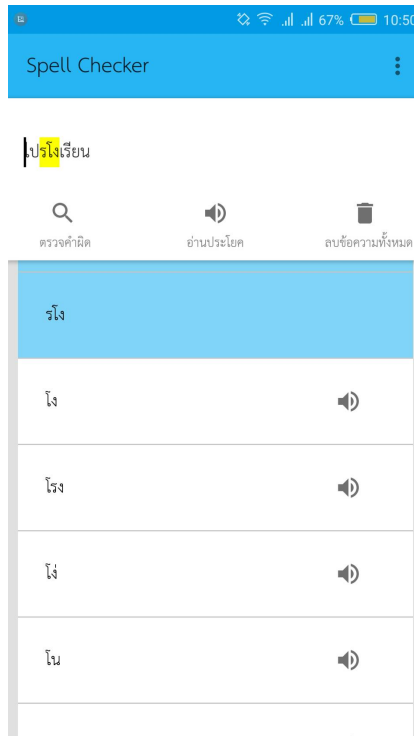 67% 10:50
Spell Checker
ไปรโงเรียน
ตรวจคำผิด อ่านประโยค ลบข้อความทั้งหมด
รโง
โง
โรง
โง่
โน